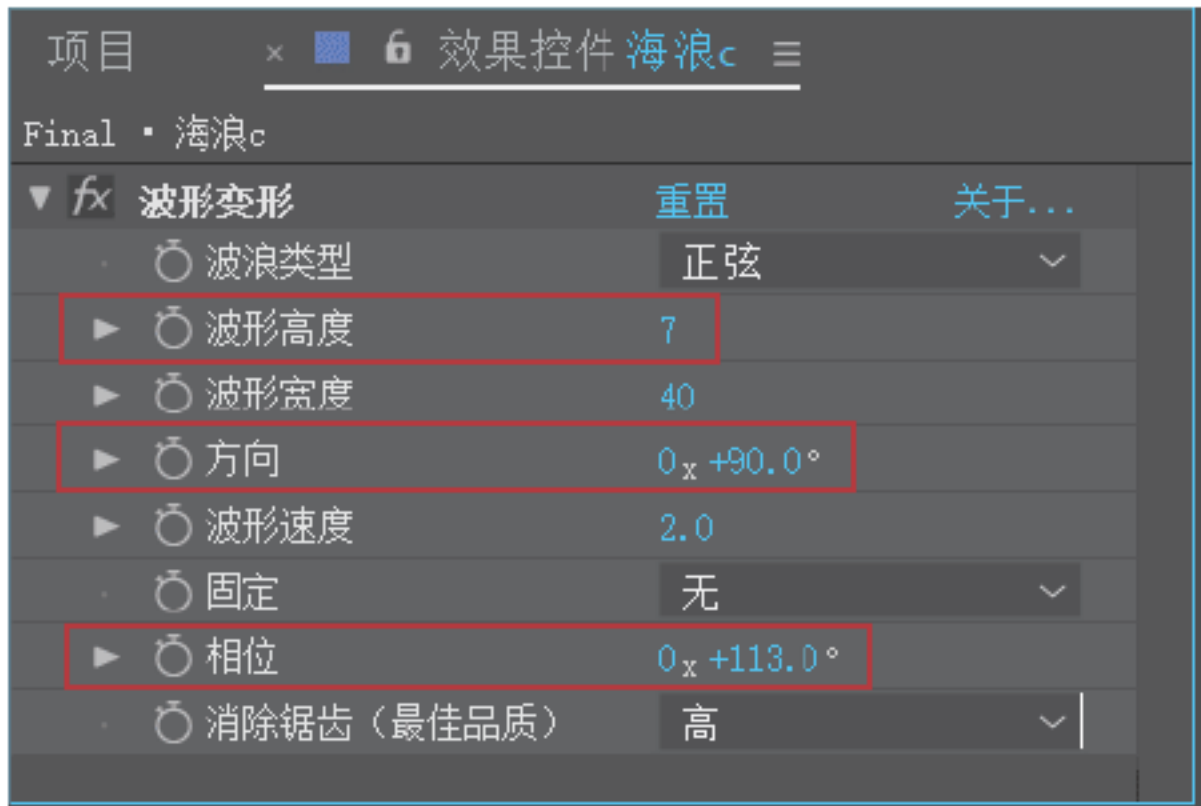 项目 × 效果控件 海浪c
Final · 海浪c
fx 波形变形 重置 关于...
波浪类型 正弦
波形高度 7
波形宽度 40
方向 0x+90.0°
波形速度 2.0
固定 无
相位 0x+113.0°
消除锯齿（最佳品质） 高